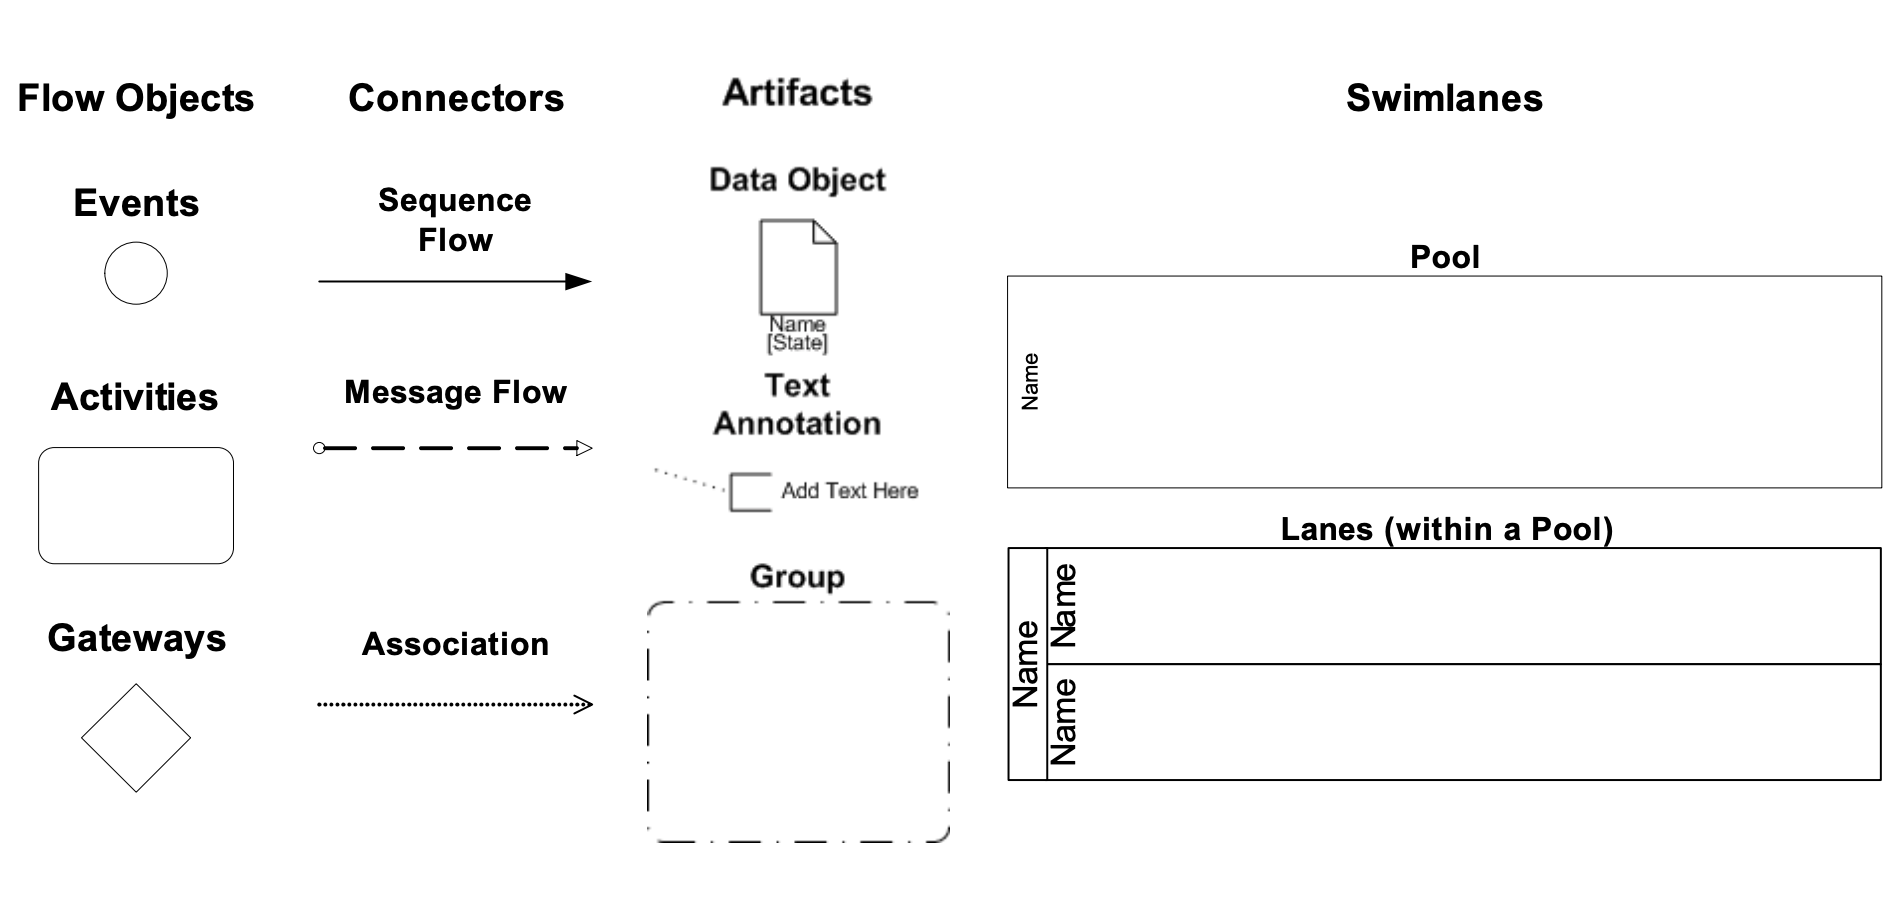 Flow Objects
Events
Activities
Gateways
Connectors
Sequence
Flow
Message Flow
Association
Artifacts
Data Object
Name
[State]
Text
Annotation
Add Text Here
Group
Swimlanes
Pool
Name
Lanes (within a Pool)
Name
Name
Name